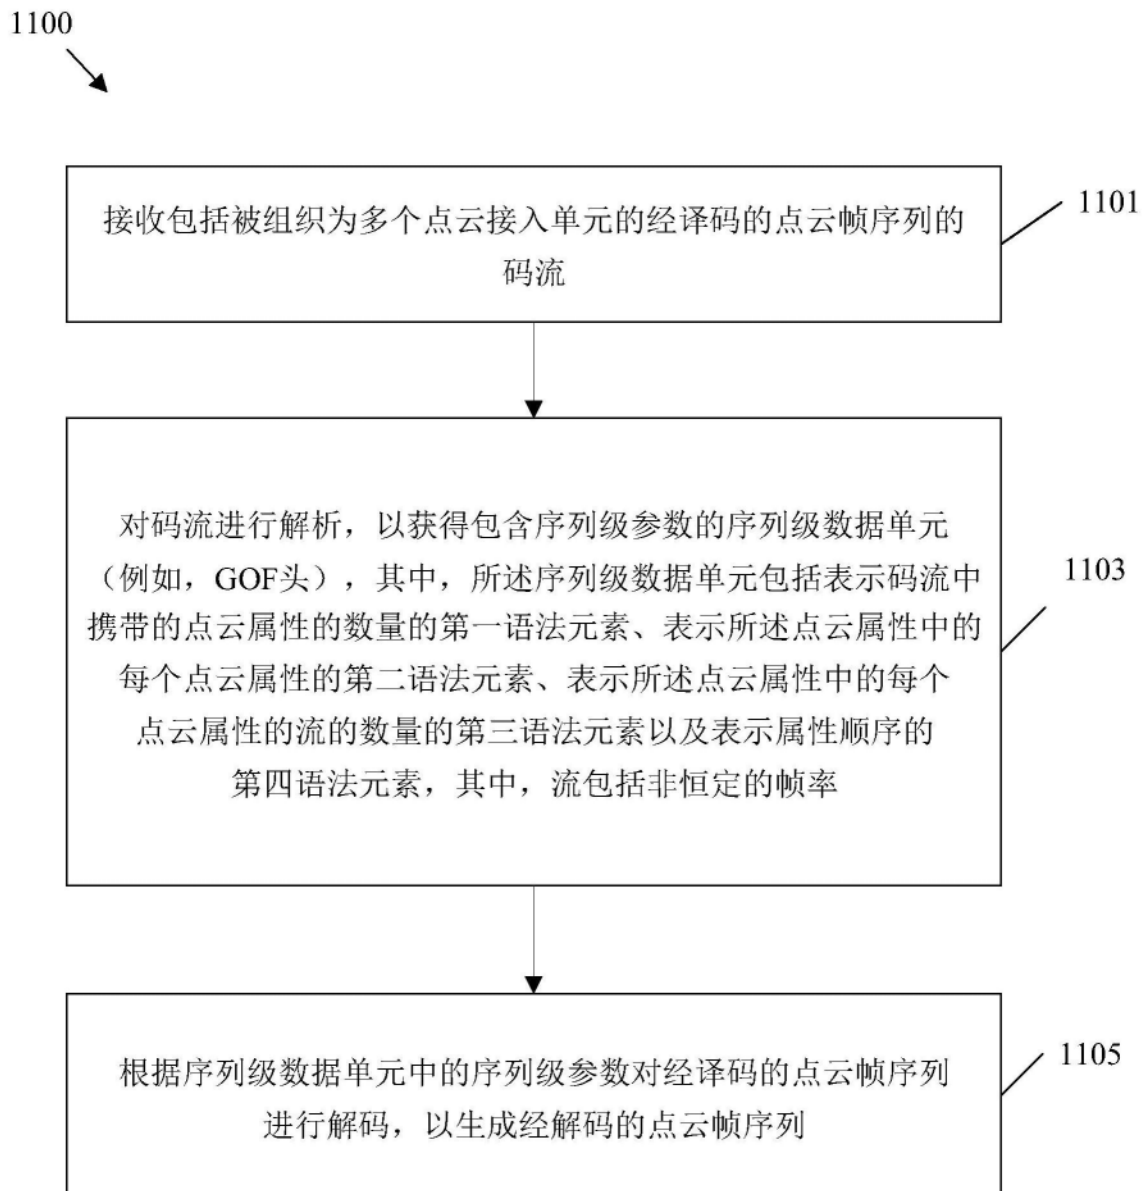 1100
接收包括被组织为多个点云接入单元的经译码的点云帧序列的
码流
1101
对码流进行解析，以获得包含序列级参数的序列级数据单元
（例如，GOF头），其中，所述序列级数据单元包括表示码流中
携带的点云属性的数量的第一语法元素、表示所述点云属性中的
每个点云属性的第二语法元素、表示所述点云属性中的每个
点云属性的流的数量的第三语法元素以及表示属性顺序的
第四语法元素，其中，流包括非恒定的帧率
1103
根据序列级数据单元中的序列级参数对经译码的点云帧序列
进行解码，以生成经解码的点云帧序列
1105